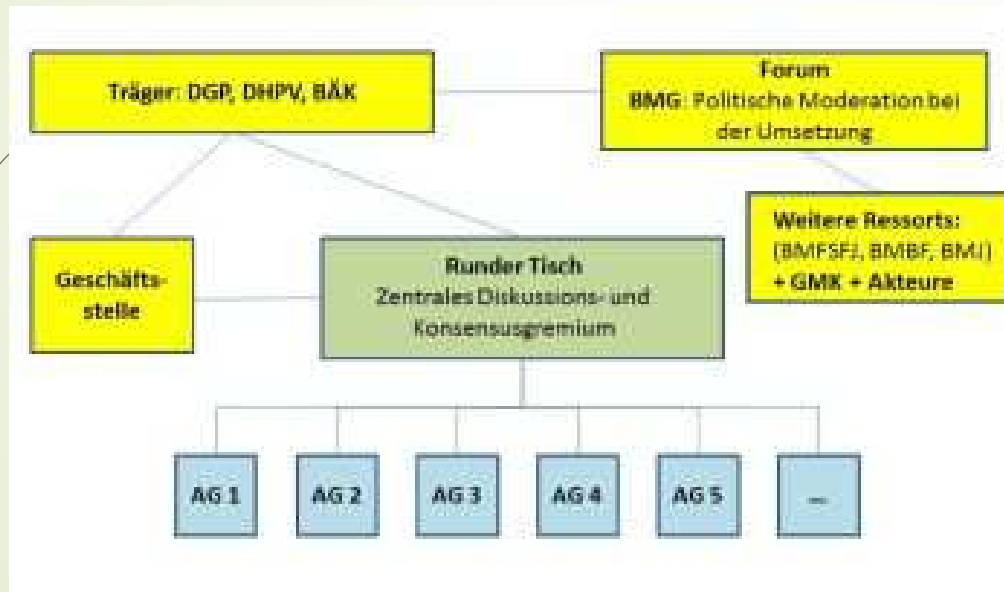 Träger: DGP, DHPV, BÄK
Forum
BMG: Politische Moderation bei
der Umsetzung
Weitere Ressorts:
(BMFSFJ, BMBF, BMJ)
+ GMK + Akteure
Geschäfts-
stelle
Runder Tisch
Zentrales Diskussions- und
Konsensusgremium
AG 1
AG 2
AG 3
AG 4
AG 5
...